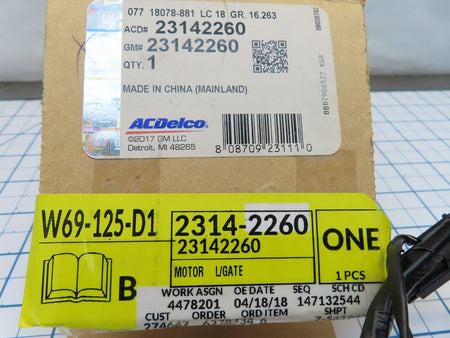 077 18078-881 LC 18 GR. 16.263
ACD# 23142260
GM# 23142260
QTY. 1
MADE IN CHINA (MAINLAND)
ACDelco
©2017 GM LLC
Detroit, MI 48265
8 08709 23111 0
W69-125-D1
2314-2260
23142260
ONE
MOTOR L/GATE
1 PCS
B
WORK ASGN OE DATE SEQ SCH CD
4478201 04/18/18 147132544
CUST ORDER ORD ITEM SHPT